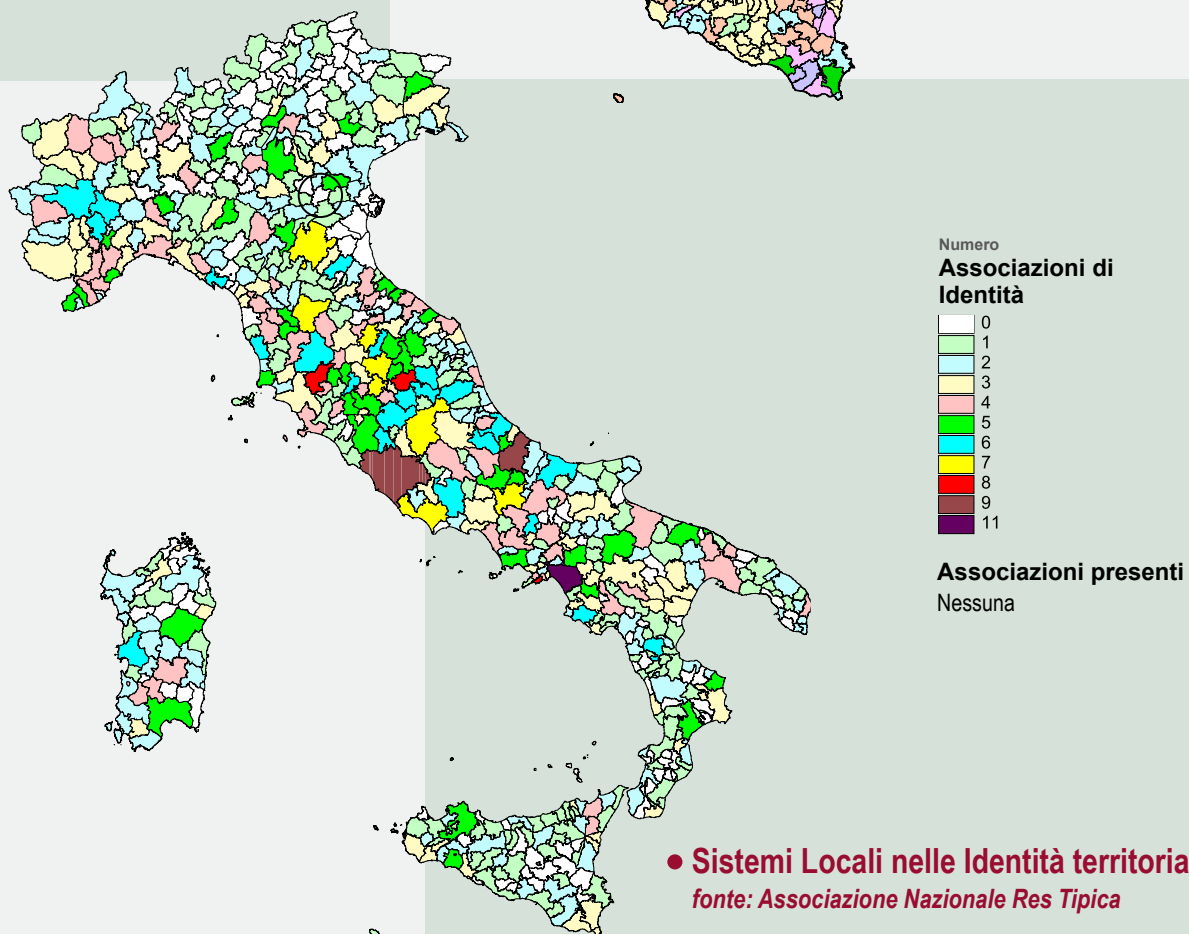 Numero
Associazioni di
Identità
0
1
2
3
4
5
6
7
8
9
11
Associazioni presenti
Nessuna
• Sistemi Locali nelle Identità territoria
fonte: Associazione Nazionale Res Tipica